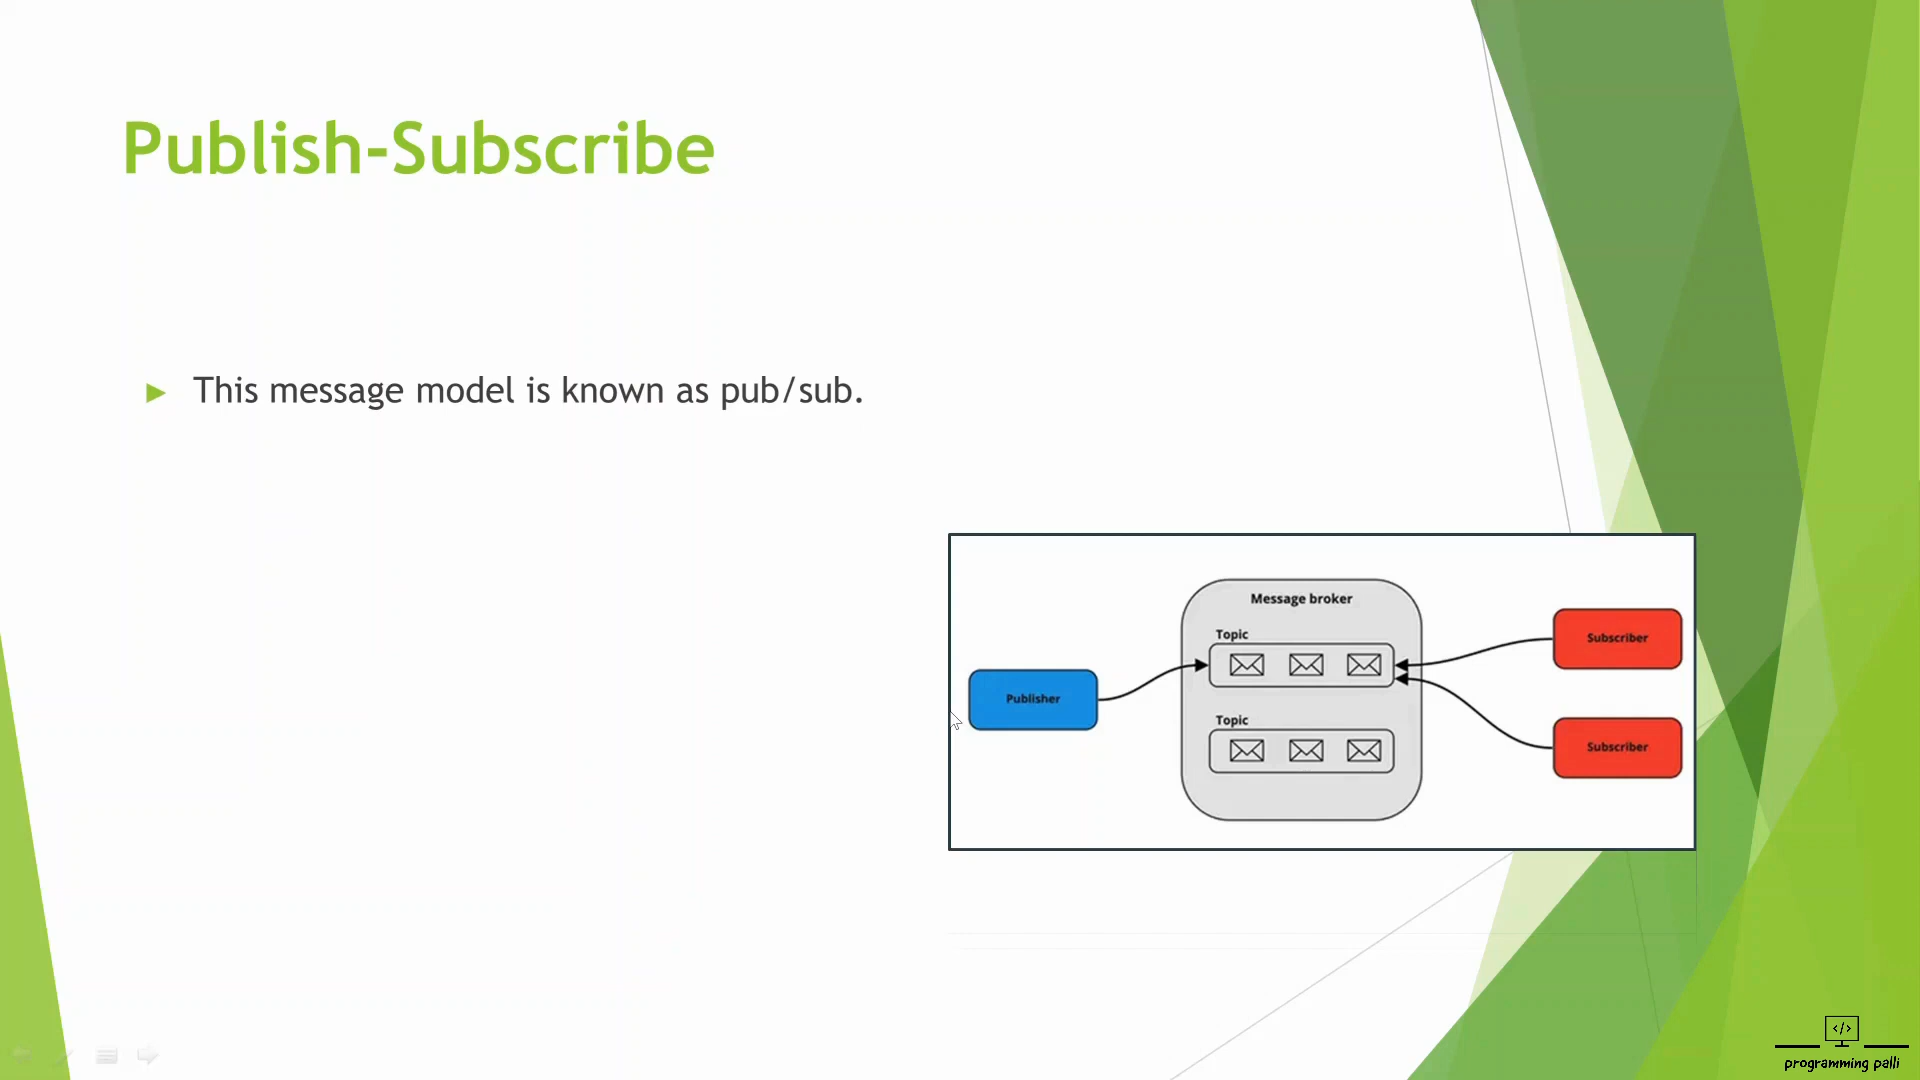 Publish-Subscribe
► This message model is known as pub/sub.
Message broker
Topic
Publisher
Topic
Subscriber
Subscriber
</>
programming palli